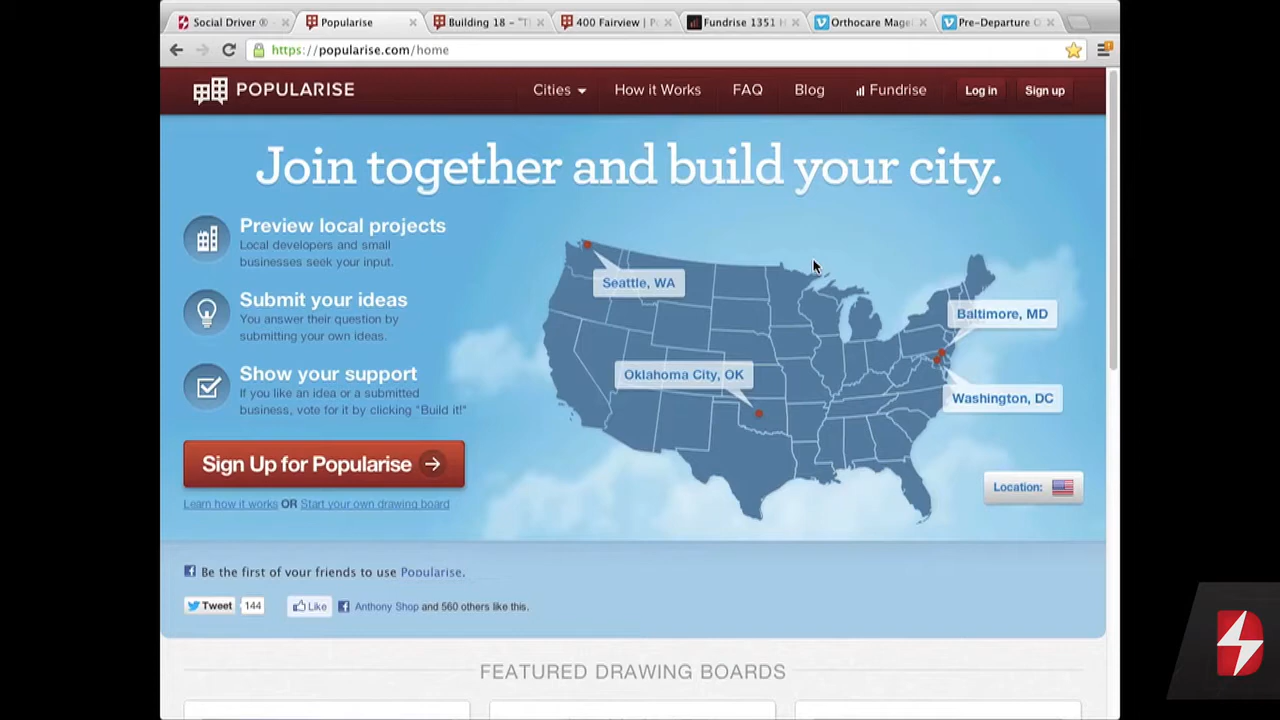 Social Driver ®
Popularise
Building 18 - "T
400 Fairview | P
Fundrise 1351 H
Orthocare Mage
Pre-Departure
https://popularise.com/home
POPULARISE
Cities
How it Works
FAQ
Blog
Fundrise
Log in
Sign up
Join together and build your city.
Preview local projects
Local developers and small
businesses seek your input.
Submit your ideas
You answer their question by
submitting your own ideas.
Show your support
If you like an idea or a submitted
business, vote for it by clicking "Build it!"
Sign Up for Popularise
Learn how it works OR Start your own drawing board
Seattle, WA
Baltimore, MD
Oklahoma City, OK
Washington, DC
Location:
Be the first of your friends to use Popularise.
Tweet 144
Like
Anthony Shop and 560 others like this.
FEATURED DRAWING BOARDS